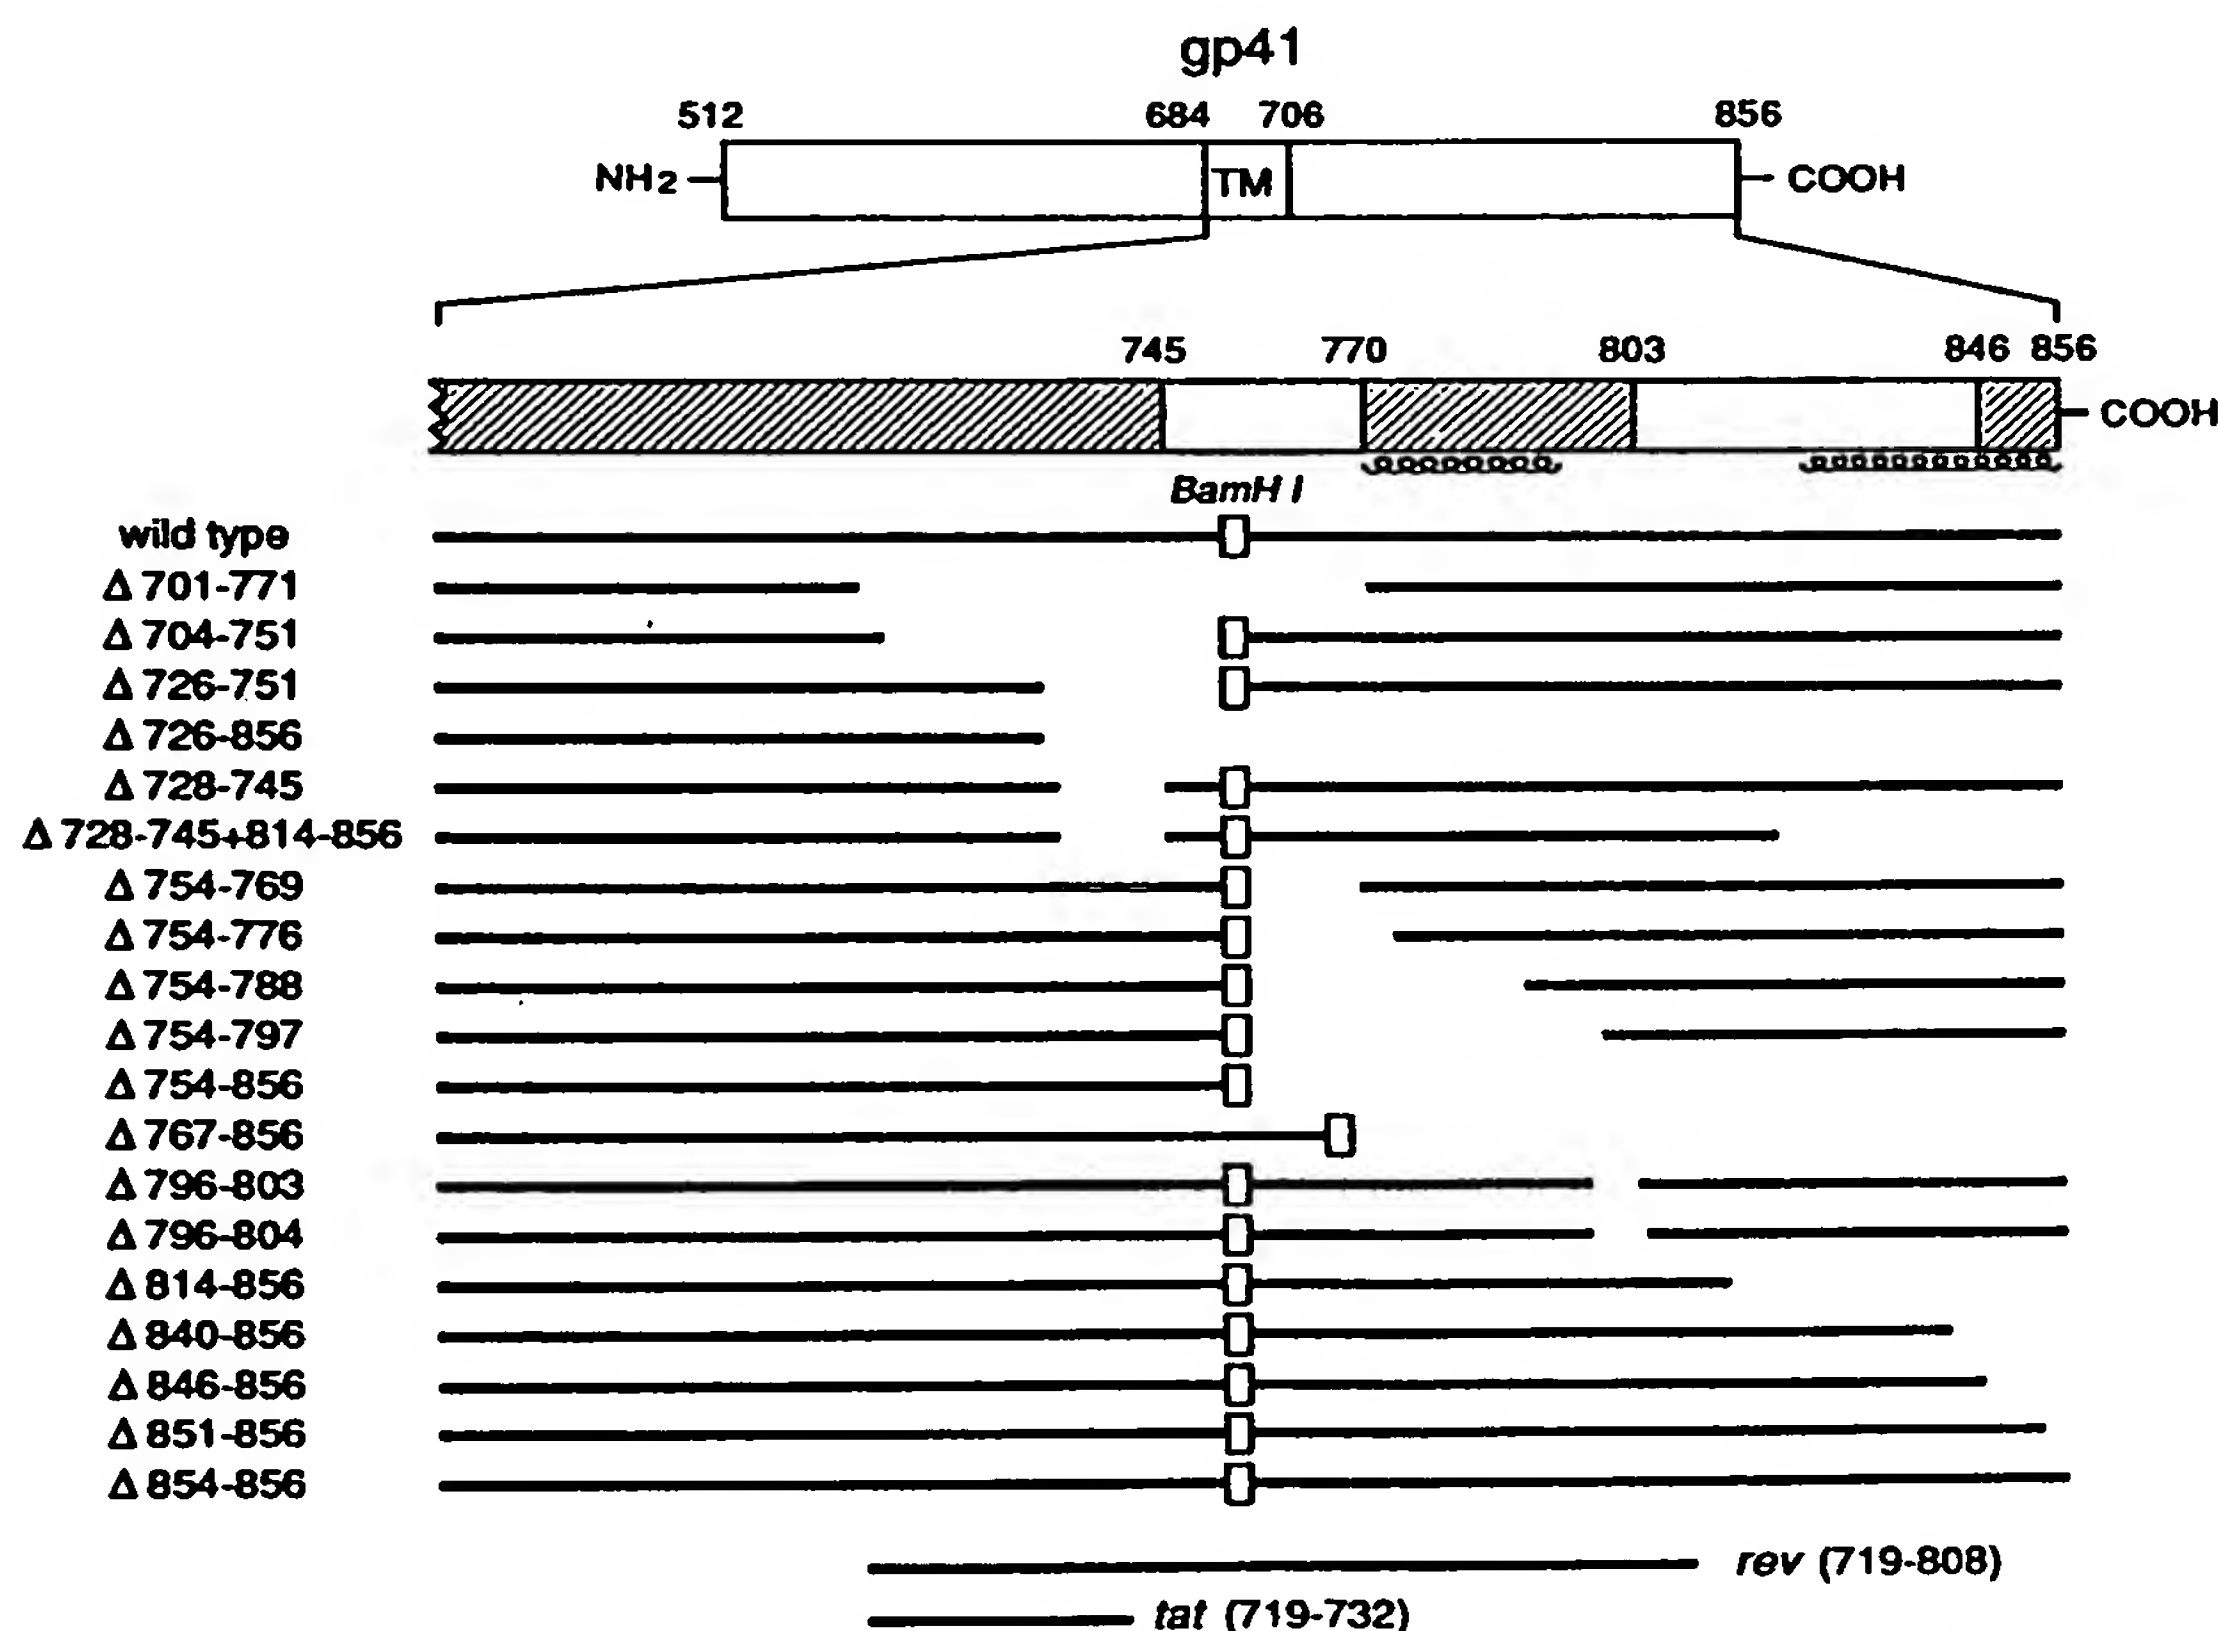 gp41
512 684 706 856
NH2 TM COOH
745 770 803 846 856
COOH
BamH I
wild type
Δ 701-771
Δ 704-751
Δ 726-751
Δ 726-856
Δ 728-745
Δ 728-745+814-856
Δ 754-769
Δ 754-776
Δ 754-788
Δ 754-797
Δ 754-856
Δ 767-856
Δ 796-803
Δ 796-804
Δ 814-856
Δ 840-856
Δ 846-856
Δ 851-856
Δ 854-856
rev (719-808)
tat (719-732)